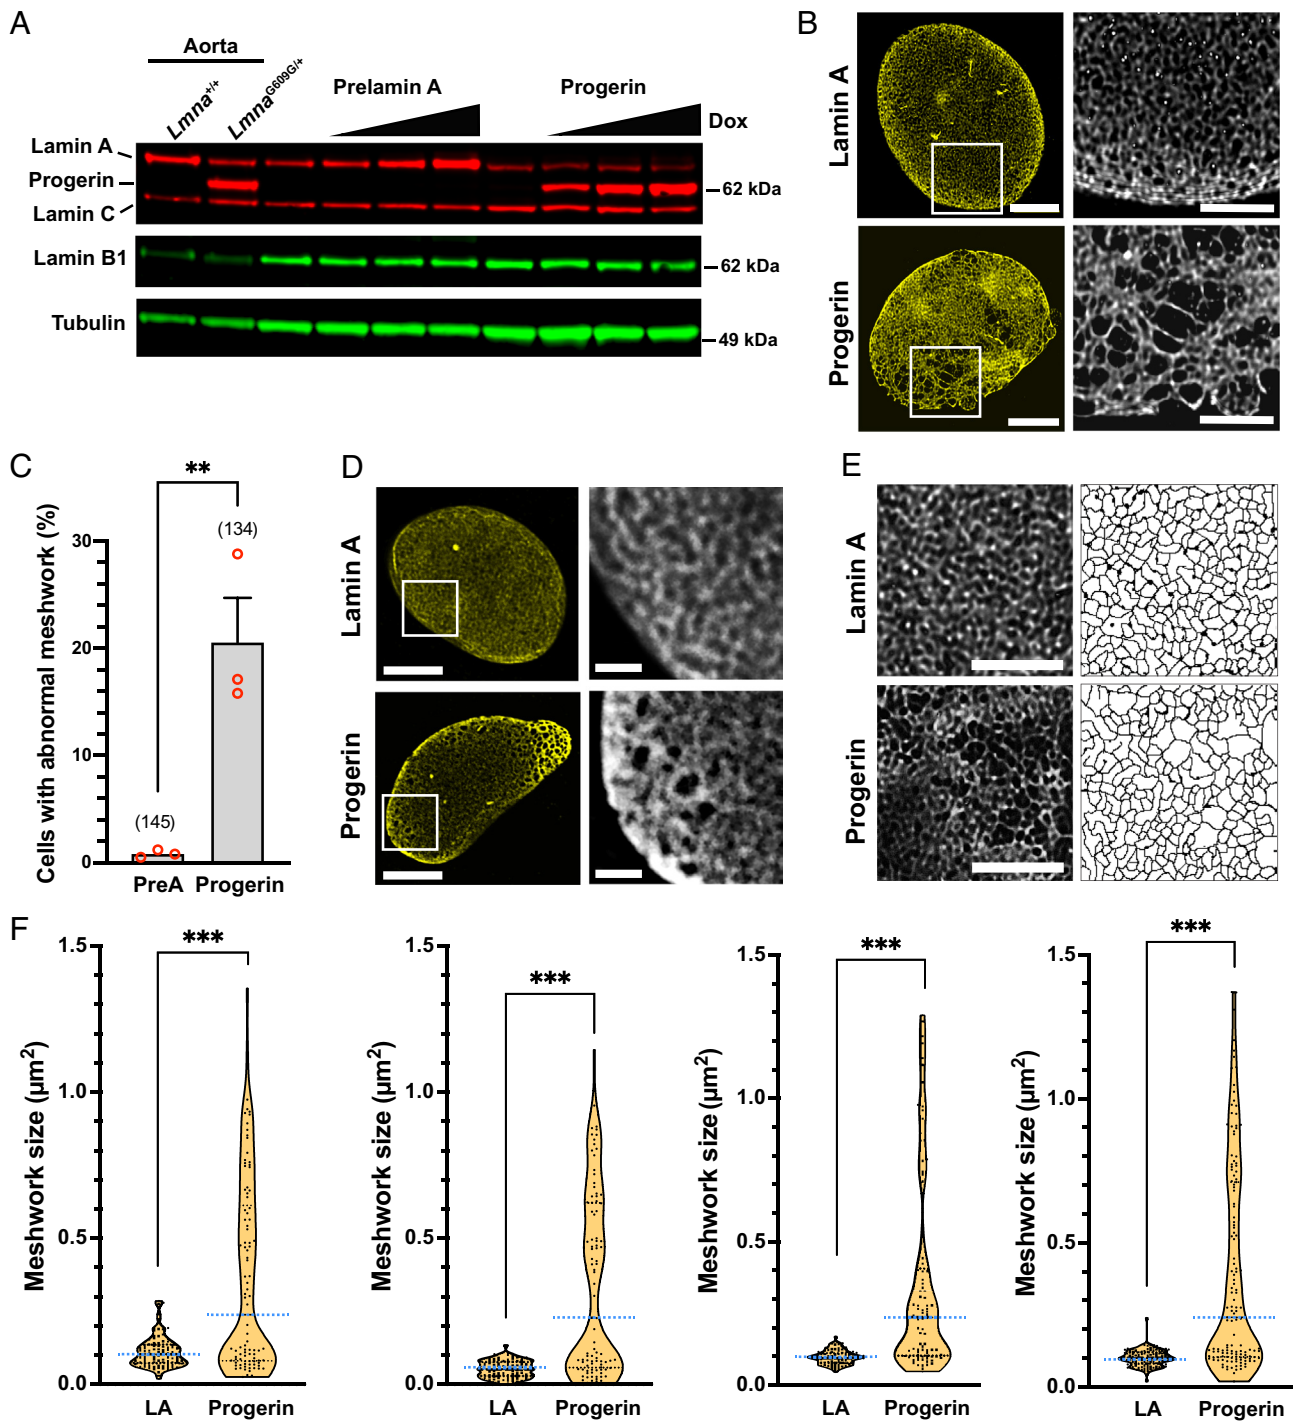 A
Aorta
Lmna+/+
LmnaG609G/+
Prelamin A
Progerin
Dox
Lamin A
Progerin
Lamin C
62 kDa
Lamin B1
62 kDa
Tubulin
49 kDa
B
Lamin A
Progerin
C
**
Cells with abnormal meshwork (%)
30
20
10
0
(134)
(145)
PreA
Progerin
D
Lamin A
Progerin
E
Lamin A
Progerin
F
***
Meshwork size (µm2)
1.5
1.0
0.5
0.0
LA
Progerin
***
Meshwork size (µm2)
1.5
1.0
0.5
0.0
LA
Progerin
***
Meshwork size (µm2)
1.5
1.0
0.5
0.0
LA
Progerin
***
Meshwork size (µm2)
1.5
1.0
0.5
0.0
LA
Progerin